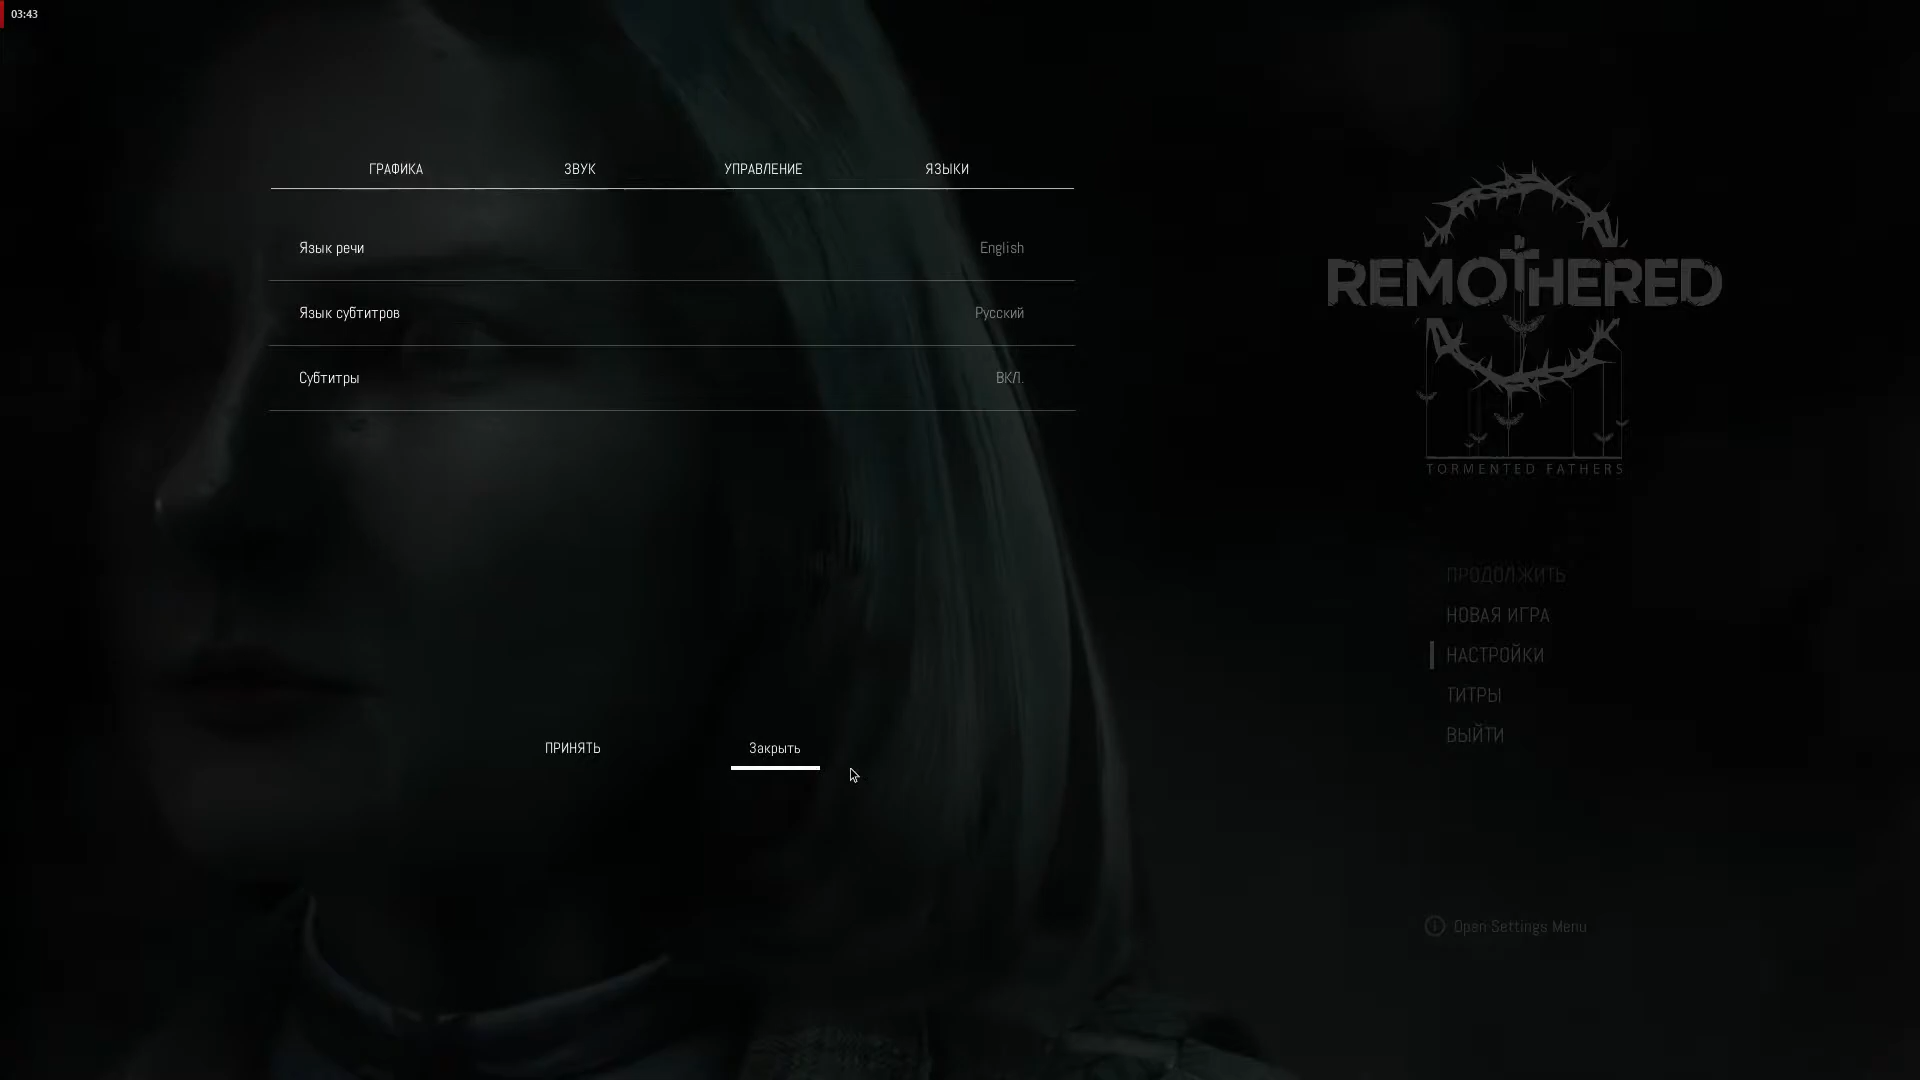 03:43
ГРАФИКА ЗВУК УПРАВЛЕНИЕ ЯЗЫКИ
Язык речи English
Язык субтитров Русский
Субтитры ВКЛ.
ПРИНЯТЬ Закрыть
REMOTHERED
TORMENTED FATHERS
ПРОДОЛЖИТЬ
НОВАЯ ИГРА
НАСТРОЙКИ
ТИТРЫ
ВЫЙТИ
Open Settings Menu